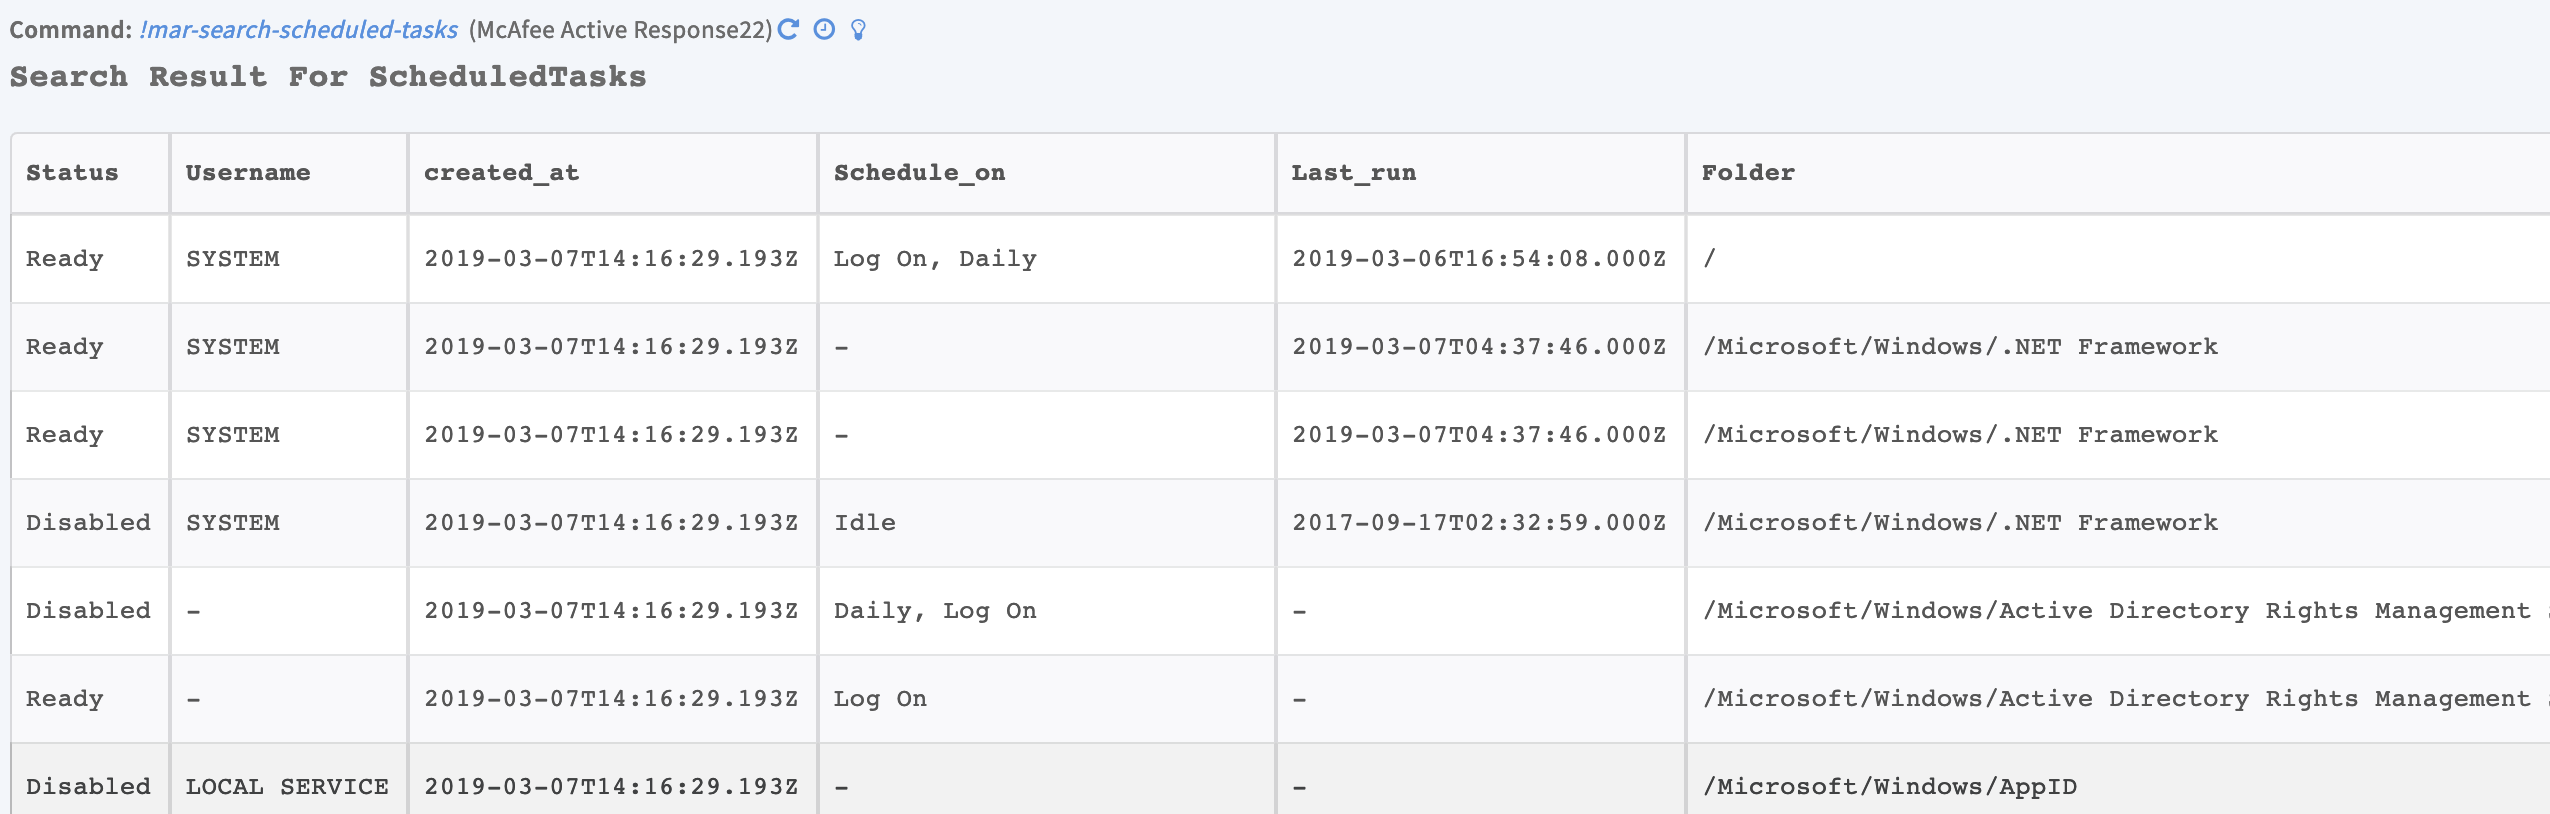 Command: !mar-search-scheduled-tasks (McAfee Active Response22)
Search Result For ScheduledTasks
Status Username created_at Schedule_on Last_run Folder
Ready SYSTEM 2019-03-07T14:16:29.193Z Log On, Daily 2019-03-06T16:54:08.000Z /
Ready SYSTEM 2019-03-07T14:16:29.193Z - 2019-03-07T04:37:46.000Z /Microsoft/Windows/.NET Framework
Ready SYSTEM 2019-03-07T14:16:29.193Z - 2019-03-07T04:37:46.000Z /Microsoft/Windows/.NET Framework
Disabled SYSTEM 2019-03-07T14:16:29.193Z Idle 2017-09-17T02:32:59.000Z /Microsoft/Windows/.NET Framework
Disabled - 2019-03-07T14:16:29.193Z Daily, Log On - /Microsoft/Windows/Active Directory Rights Management
Ready - 2019-03-07T14:16:29.193Z Log On - /Microsoft/Windows/Active Directory Rights Management
Disabled LOCAL SERVICE 2019-03-07T14:16:29.193Z - - /Microsoft/Windows/AppID